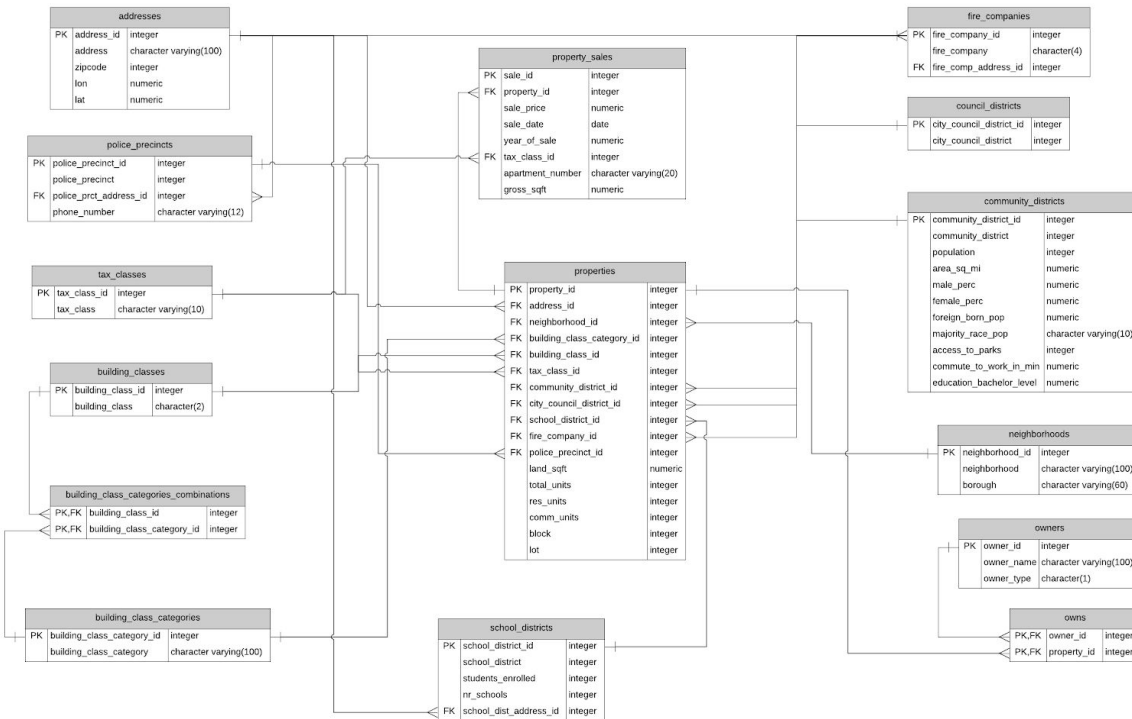 addresses
PK address_id integer
address character varying(100)
zipcode integer
lon numeric
lat numeric
police_precincts
PK police_precinct_id integer
police_precinct integer
FK police_prct_address_id integer
phone_number character varying(12)
tax_classes
PK tax_class_id integer
tax_class character varying(10)
building_classes
PK building_class_id integer
building_class character(2)
building_class_categories_combinations
PK,FK building_class_id integer
PK,FK building_class_category_id integer
building_class_categories
PK building_class_category_id integer
building_class_category character varying(100)
property_sales
PK sale_id integer
FK property_id integer
sale_price numeric
sale_date date
year_of_sale numeric
FK tax_class_id integer
apartment_number character varying(20)
gross_sqft numeric
properties
PK property_id integer
FK address_id integer
FK neighborhood_id integer
FK building_class_category_id integer
FK building_class_id integer
FK tax_class_id integer
FK community_district_id integer
FK city_council_district_id integer
FK school_district_id integer
FK fire_company_id integer
FK police_precinct_id integer
land_sqft numeric
total_units integer
res_units integer
comm_units integer
block integer
lot integer
school_districts
PK school_district_id integer
school_district integer
students_enrolled integer
nr_schools integer
FK school_dist_address_id integer
fire_companies
PK fire_company_id integer
fire_company character(4)
FK fire_comp_address_id integer
council_districts
PK city_council_district_id integer
city_council_district integer
community_districts
PK community_district_id integer
community_district integer
population integer
area_sq_mi numeric
male_perc numeric
female_perc numeric
foreign_born_pop numeric
majority_race_pop character varying(10)
access_to_parks integer
commute_to_work_in_min numeric
education_bachelor_level numeric
neighborhoods
PK neighborhood_id integer
neighborhood character varying(100)
borough character varying(60)
owners
PK owner_id integer
owner_name character varying(100)
owner_type character(1)
owns
PK,FK owner_id integer
PK,FK property_id integer